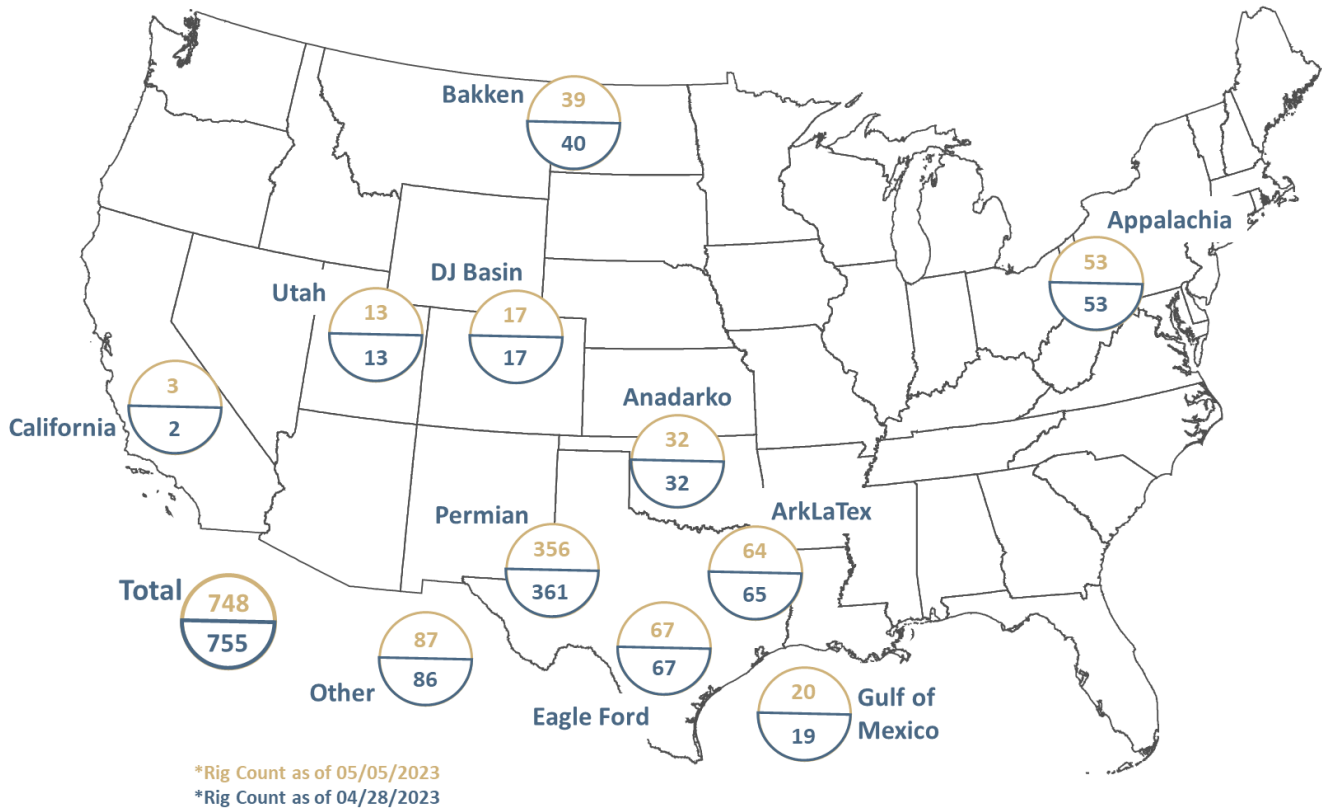 Bakken
39
40
Appalachia
53
53
DJ Basin
17
17
Utah
13
13
California
3
2
Anadarko
32
32
ArkLaTex
64
65
Permian
356
361
Total
748
755
Other
87
86
Eagle Ford
67
67
Gulf of
Mexico
20
19
*Rig Count as of 05/05/2023
*Rig Count as of 04/28/2023